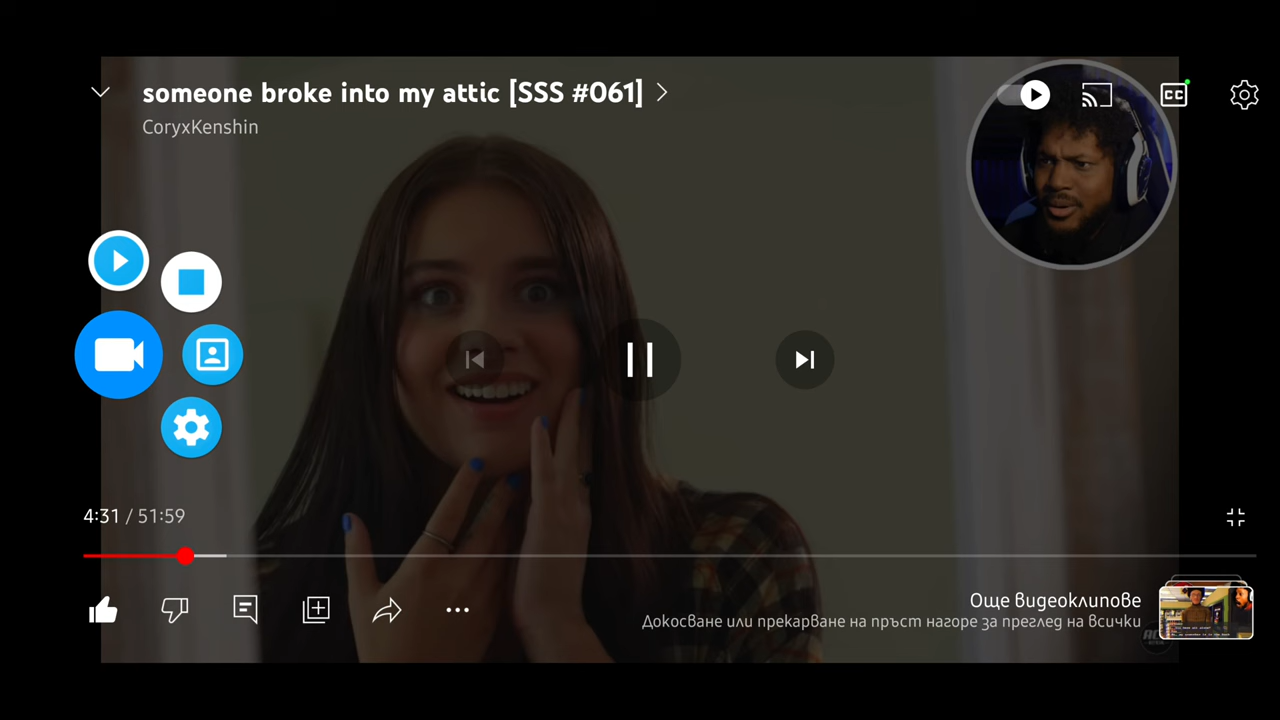 someone broke into my attic [SSS #061]
CoryxKenshin
CC
4:31 / 51:59
Още видеоклипове
Докосване или прекарване на пръст нагоре за преглед на всички